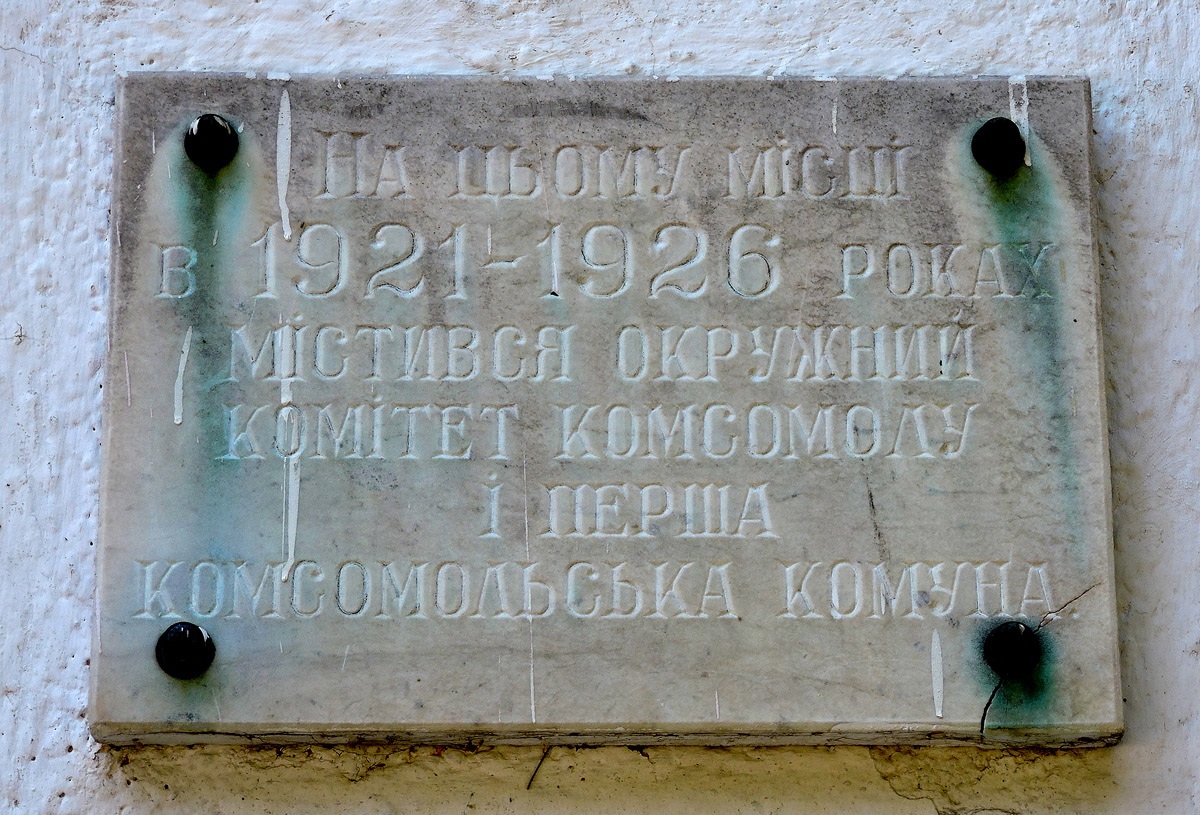 На цьому місці
в 1921-1926 роках
містився окружний
комітет комсомолу
і перша
комсомольська комуна.